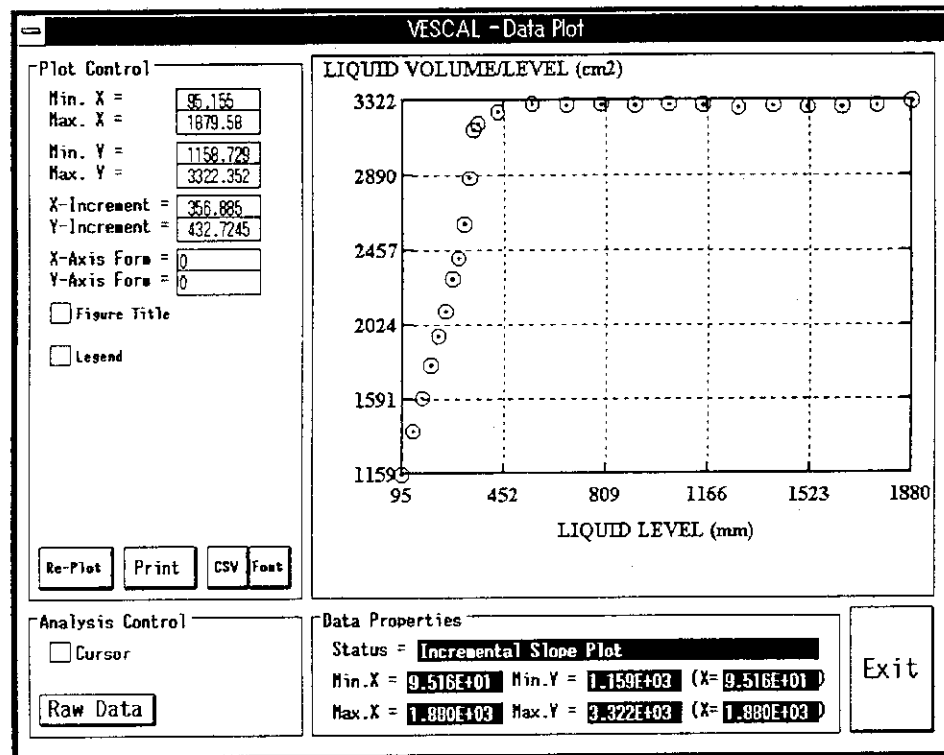 VESCAL - Data Plot
Plot Control
Min. X = 95.155
Max. X = 1879.58
Min. Y = 1158.729
Max. Y = 3322.352
X-Increment = 356.885
Y-Increment = 432.7245
X-Axis Form = 0
Y-Axis Form = 0
Figure Title
Legend
Re-Plot Print CSV Font
LIQUID VOLUME/LEVEL (cm2)
3322
2890
2457
2024
1591
1159
95 452 809 1166 1523 1880
LIQUID LEVEL (mm)
Analysis Control
Cursor
Raw Data
Data Properties
Status = Incremental Slope Plot
Min.X = 9.516E+01 Min.Y = 1.159E+03 (X= 9.516E+01 )
Max.X = 1.880E+03 Max.Y = 3.322E+03 (X= 1.880E+03 )
Exit